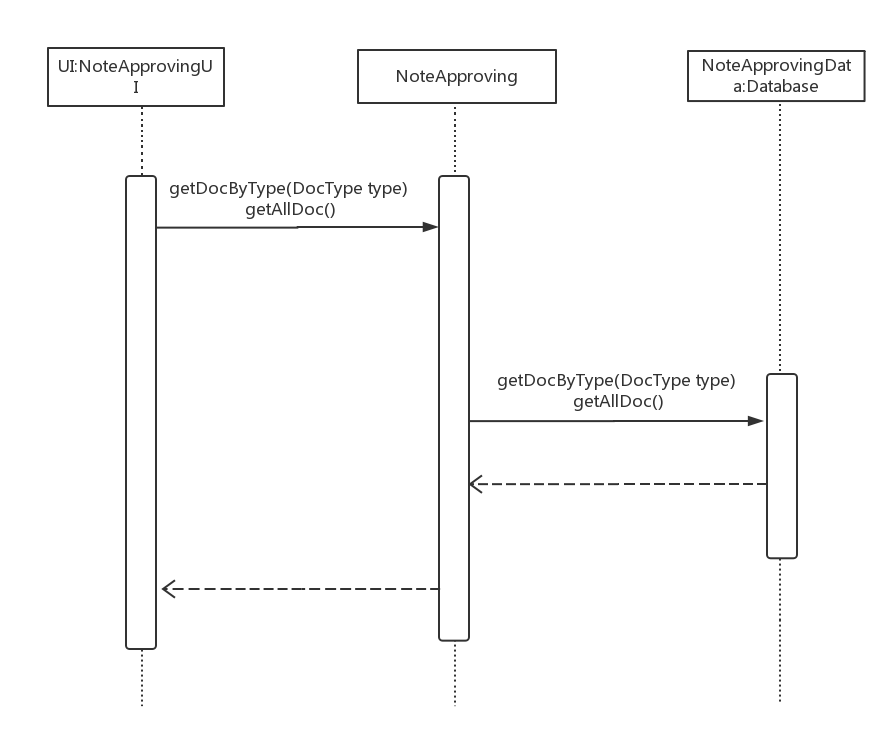 UI:NoteApprovingU
I
NoteApproving
NoteApprovingDat
a:Database
getDocByType(DocType type)
getAllDoc()
getDocByType(DocType type)
getAllDoc()